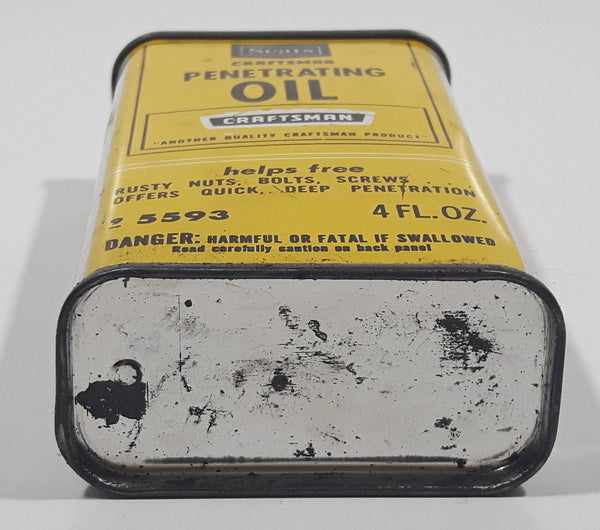 Sears
CRAFTSMAN
PENETRATING
OIL
CRAFTSMAN
"ANOTHER QUALITY CRAFTSMAN PRODUCT"
helps free
RUSTY NUTS, BOLTS, SCREWS
OFFERS QUICK, DEEP PENETRATION
9 5593
4 FL. OZ.
DANGER: HARMFUL OR FATAL IF SWALLOWED
Read carefully caution on back panel